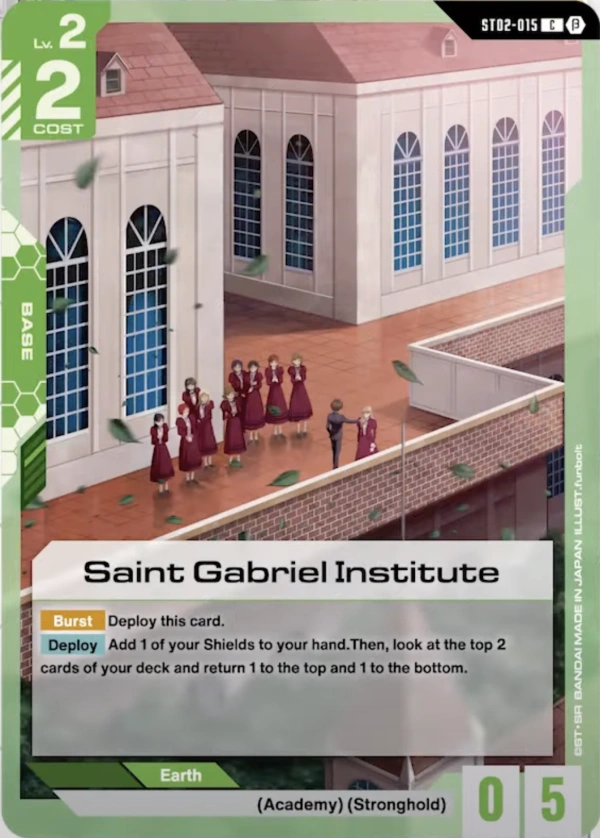 ST02-015 C β
Lv. 2
2
COST
BASE
Saint Gabriel Institute
Burst Deploy this card.
Deploy Add 1 of your Shields to your hand.Then, look at the top 2
cards of your deck and return 1 to the top and 1 to the bottom.
Earth
(Academy) (Stronghold)
0 5
©ST・SR BANDAI MADE IN JAPAN ILLUST.funbolt